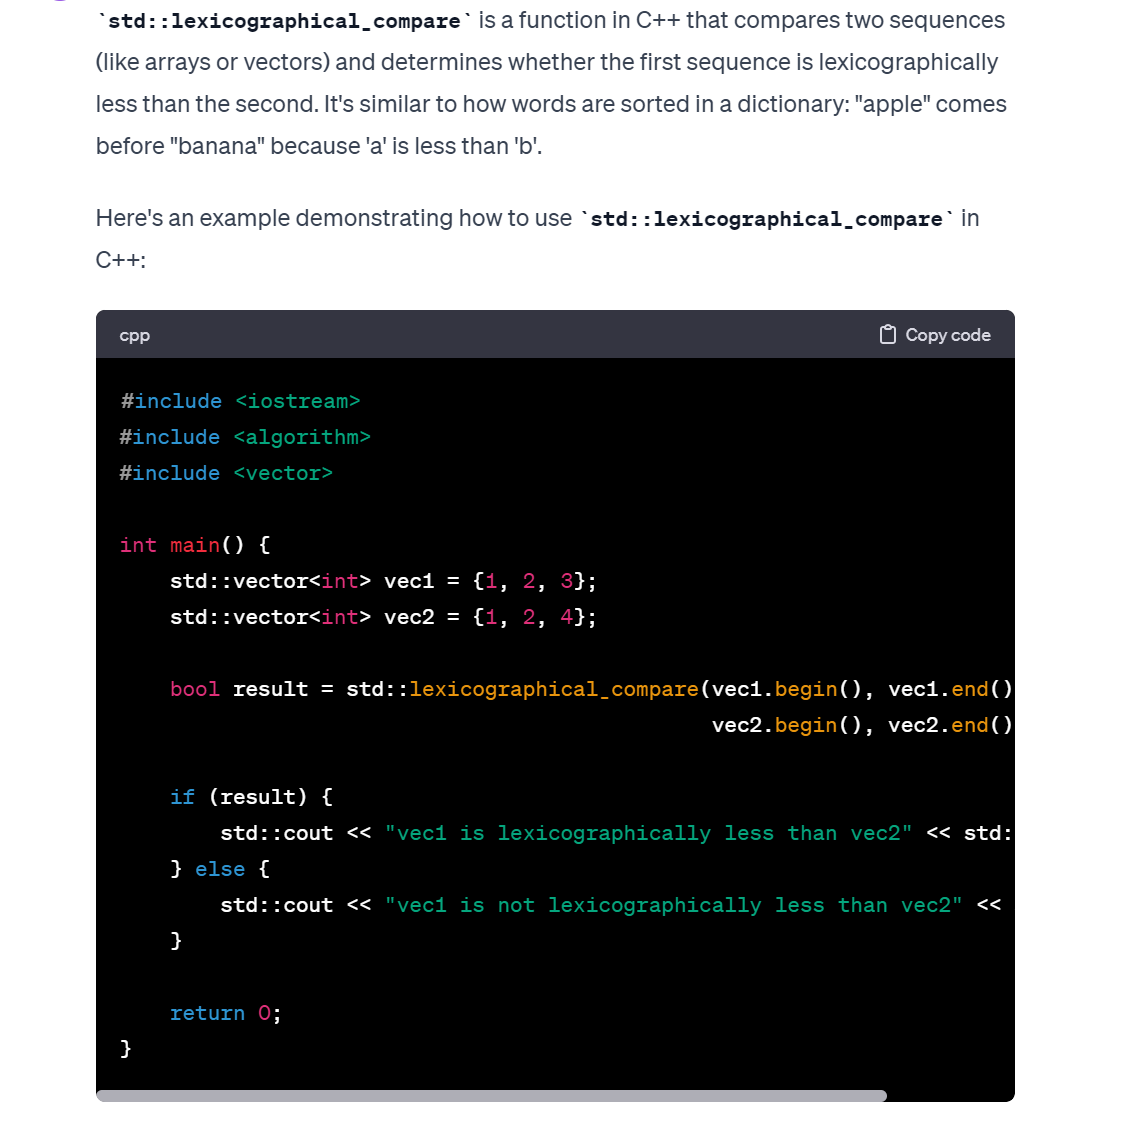 `std::lexicographical_compare` is a function in C++ that compares two sequences
(like arrays or vectors) and determines whether the first sequence is lexicographically
less than the second. It's similar to how words are sorted in a dictionary: "apple" comes
before "banana" because 'a' is less than 'b'.
Here's an example demonstrating how to use `std::lexicographical_compare` in
C++:
cpp
Copy code
#include <iostream>
#include <algorithm>
#include <vector>
int main() {
    std::vector<int> vec1 = {1, 2, 3};
    std::vector<int> vec2 = {1, 2, 4};
    bool result = std::lexicographical_compare(vec1.begin(), vec1.end()
                                               vec2.begin(), vec2.end()
    if (result) {
        std::cout << "vec1 is lexicographically less than vec2" << std:
    } else {
        std::cout << "vec1 is not lexicographically less than vec2" <<
    }
    return 0;
}